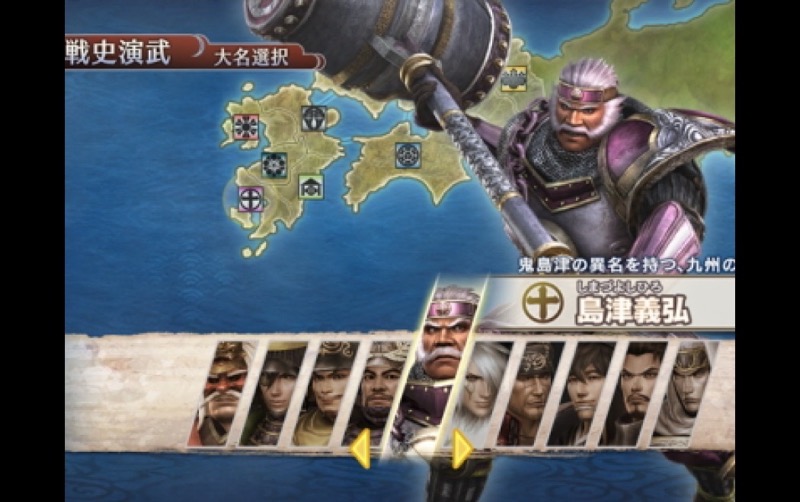 戦史演武
大名選択
鬼島津の異名を持つ、九州の
しまづよしひろ
島津義弘